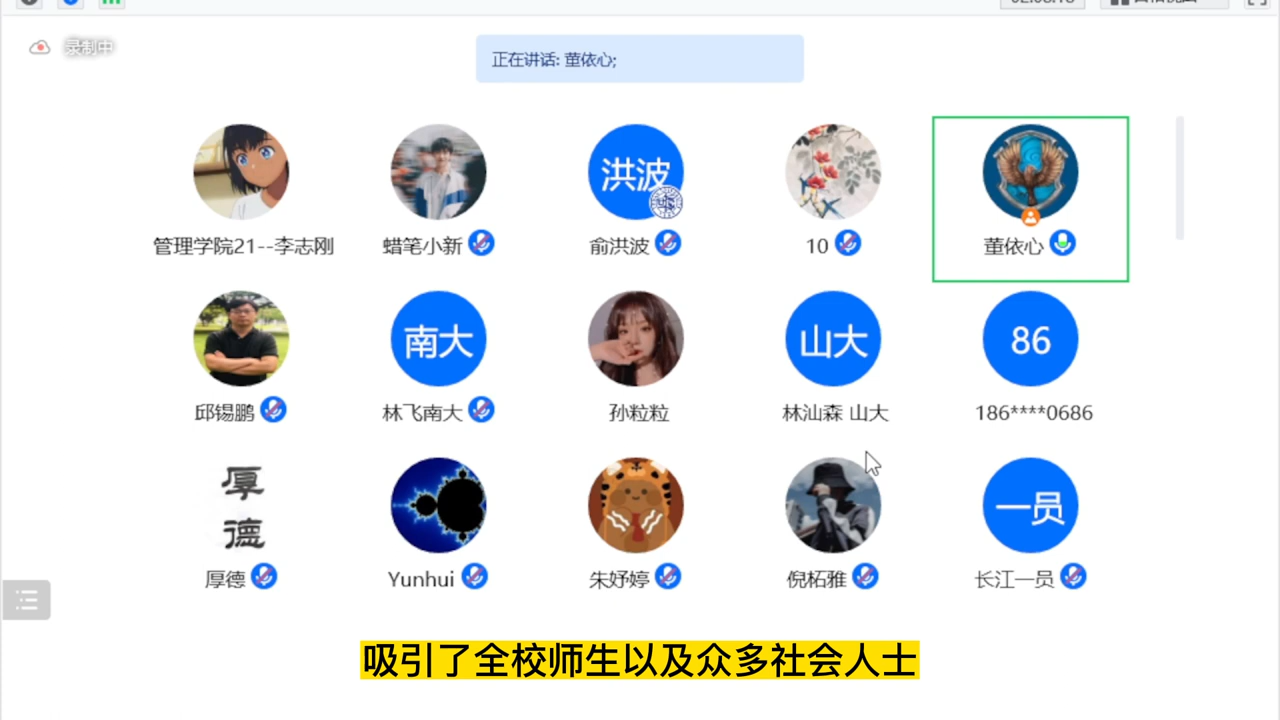 录制中
正在讲话: 董依心;
洪波
管理学院21--李志刚
蜡笔小新
俞洪波
10
董依心
南大
山大
86
邱锡鹏
林飞南大
孙粒粒
林汕森 山大
186****0686
厚
德
一员
厚德
Yunhui
朱妤婷
倪柘雅
长江一员
吸引了全校师生以及众多社会人士